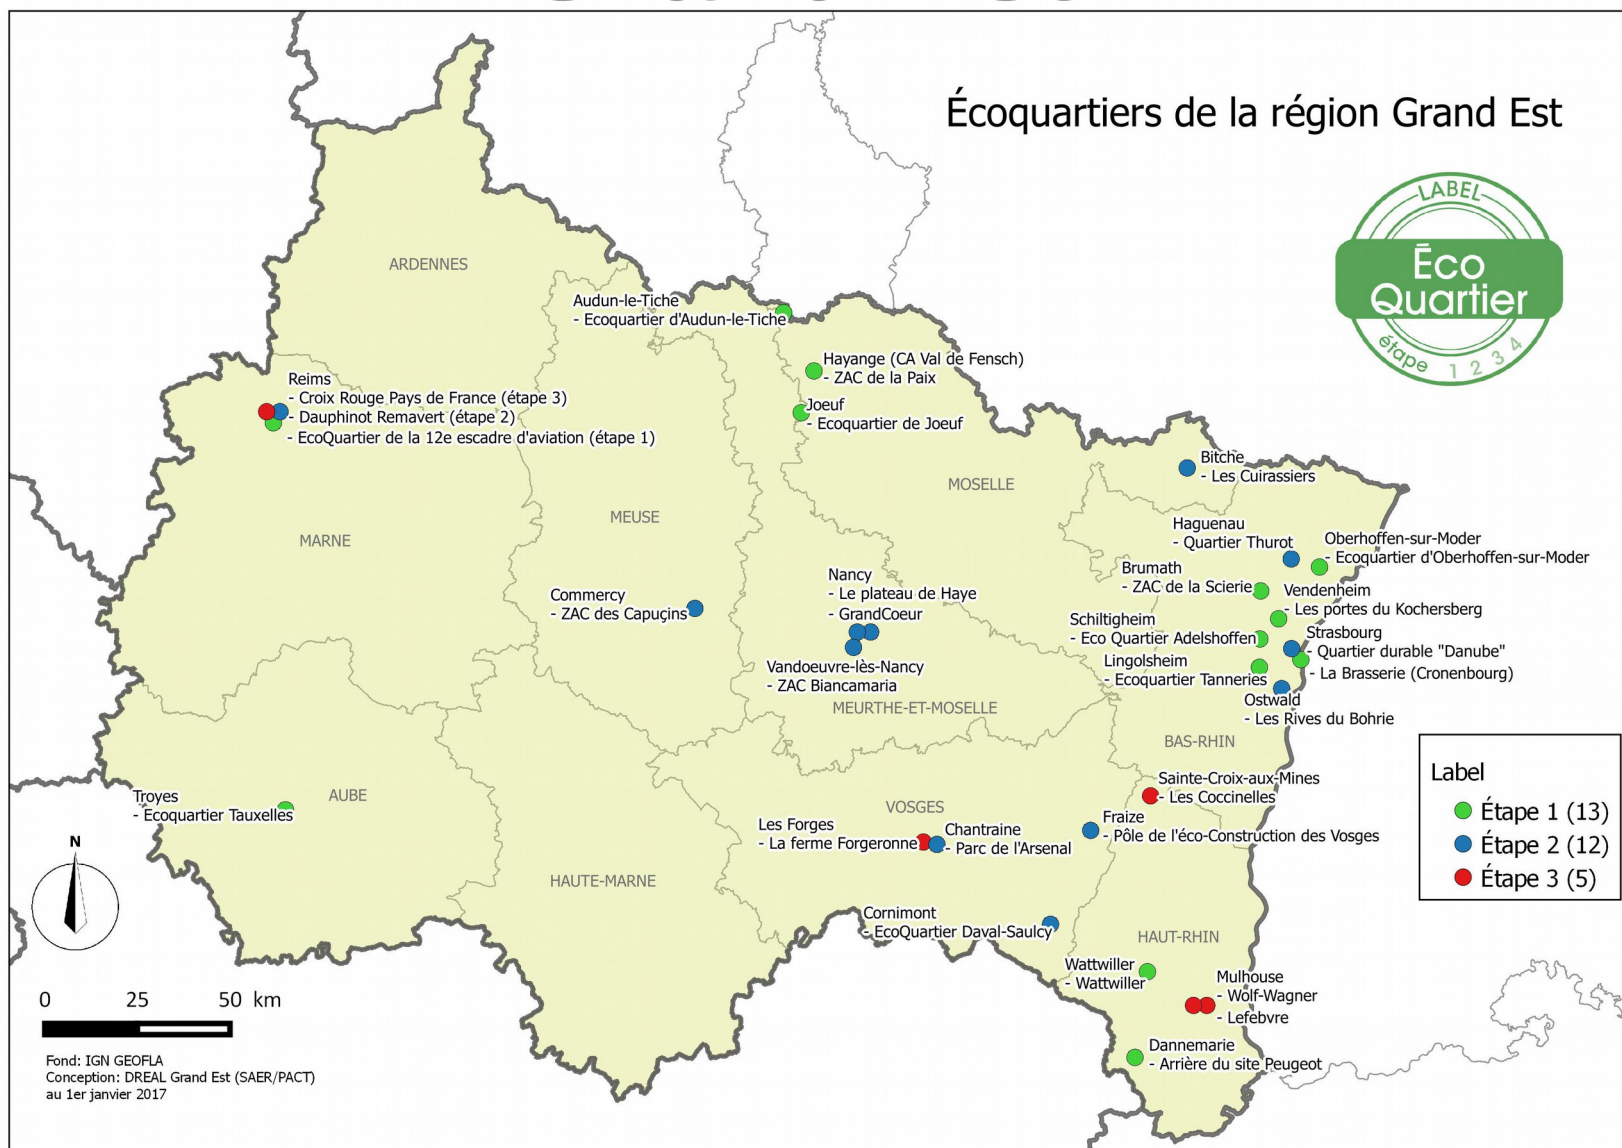 Écoquartiers de la région Grand Est
LABEL
Éco
Quartier
étape 1 2 3 4
ARDENNES
Audun-le-Tiche
- Ecoquartier d'Audun-le-Tiche
Hayange (CA Val de Fensch)
- ZAC de la Paix
Reims
- Croix Rouge Pays de France (étape 3)
- Dauphinot Remavert (étape 2)
- EcoQuartier de la 12e escadre d'aviation (étape 1)
Joeuf
- Ecoquartier de Joeuf
Bitche
- Les Cuirassiers
MOSELLE
MEUSE
MARNE
Haguenau
- Quartier Thurot
Oberhoffen-sur-Moder
- Ecoquartier d'Oberhoffen-sur-Moder
Brumath
- ZAC de la Scierie
Vendenheim
- Les portes du Kochersberg
Nancy
- Le plateau de Haye
- GrandCoeur
Commercy
- ZAC des Capuçins
Schiltigheim
- Eco Quartier Adelshoffen
Strasbourg
- Quartier durable "Danube"
- La Brasserie (Cronenbourg)
Lingolsheim
- Ecoquartier Tanneries
Vandoeuvre-lès-Nancy
- ZAC Biancamaria
Ostwald
- Les Rives du Bohrie
MEURTHE-ET-MOSELLE
BAS-RHIN
Sainte-Croix-aux-Mines
- Les Coccinelles
Troyes
- Ecoquartier Tauxelles
AUBE
VOSGES
Les Forges
- La ferme Forgeronne
Chantraine
- Parc de l'Arsenal
Fraize
- Pôle de l'éco-Construction des Vosges
HAUTE-MARNE
Cornimont
- EcoQuartier Daval-Saulcy
HAUT-RHIN
Wattwiller
- Wattwiller
Mulhouse
- Wolf-Wagner
- Lefebvre
Dannemarie
- Arrière du site Peugeot
Label
Étape 1 (13)
Étape 2 (12)
Étape 3 (5)
N
0 25 50 km
Fond: IGN GEOFLA
Conception: DREAL Grand Est (SAER/PACT)
au 1er janvier 2017